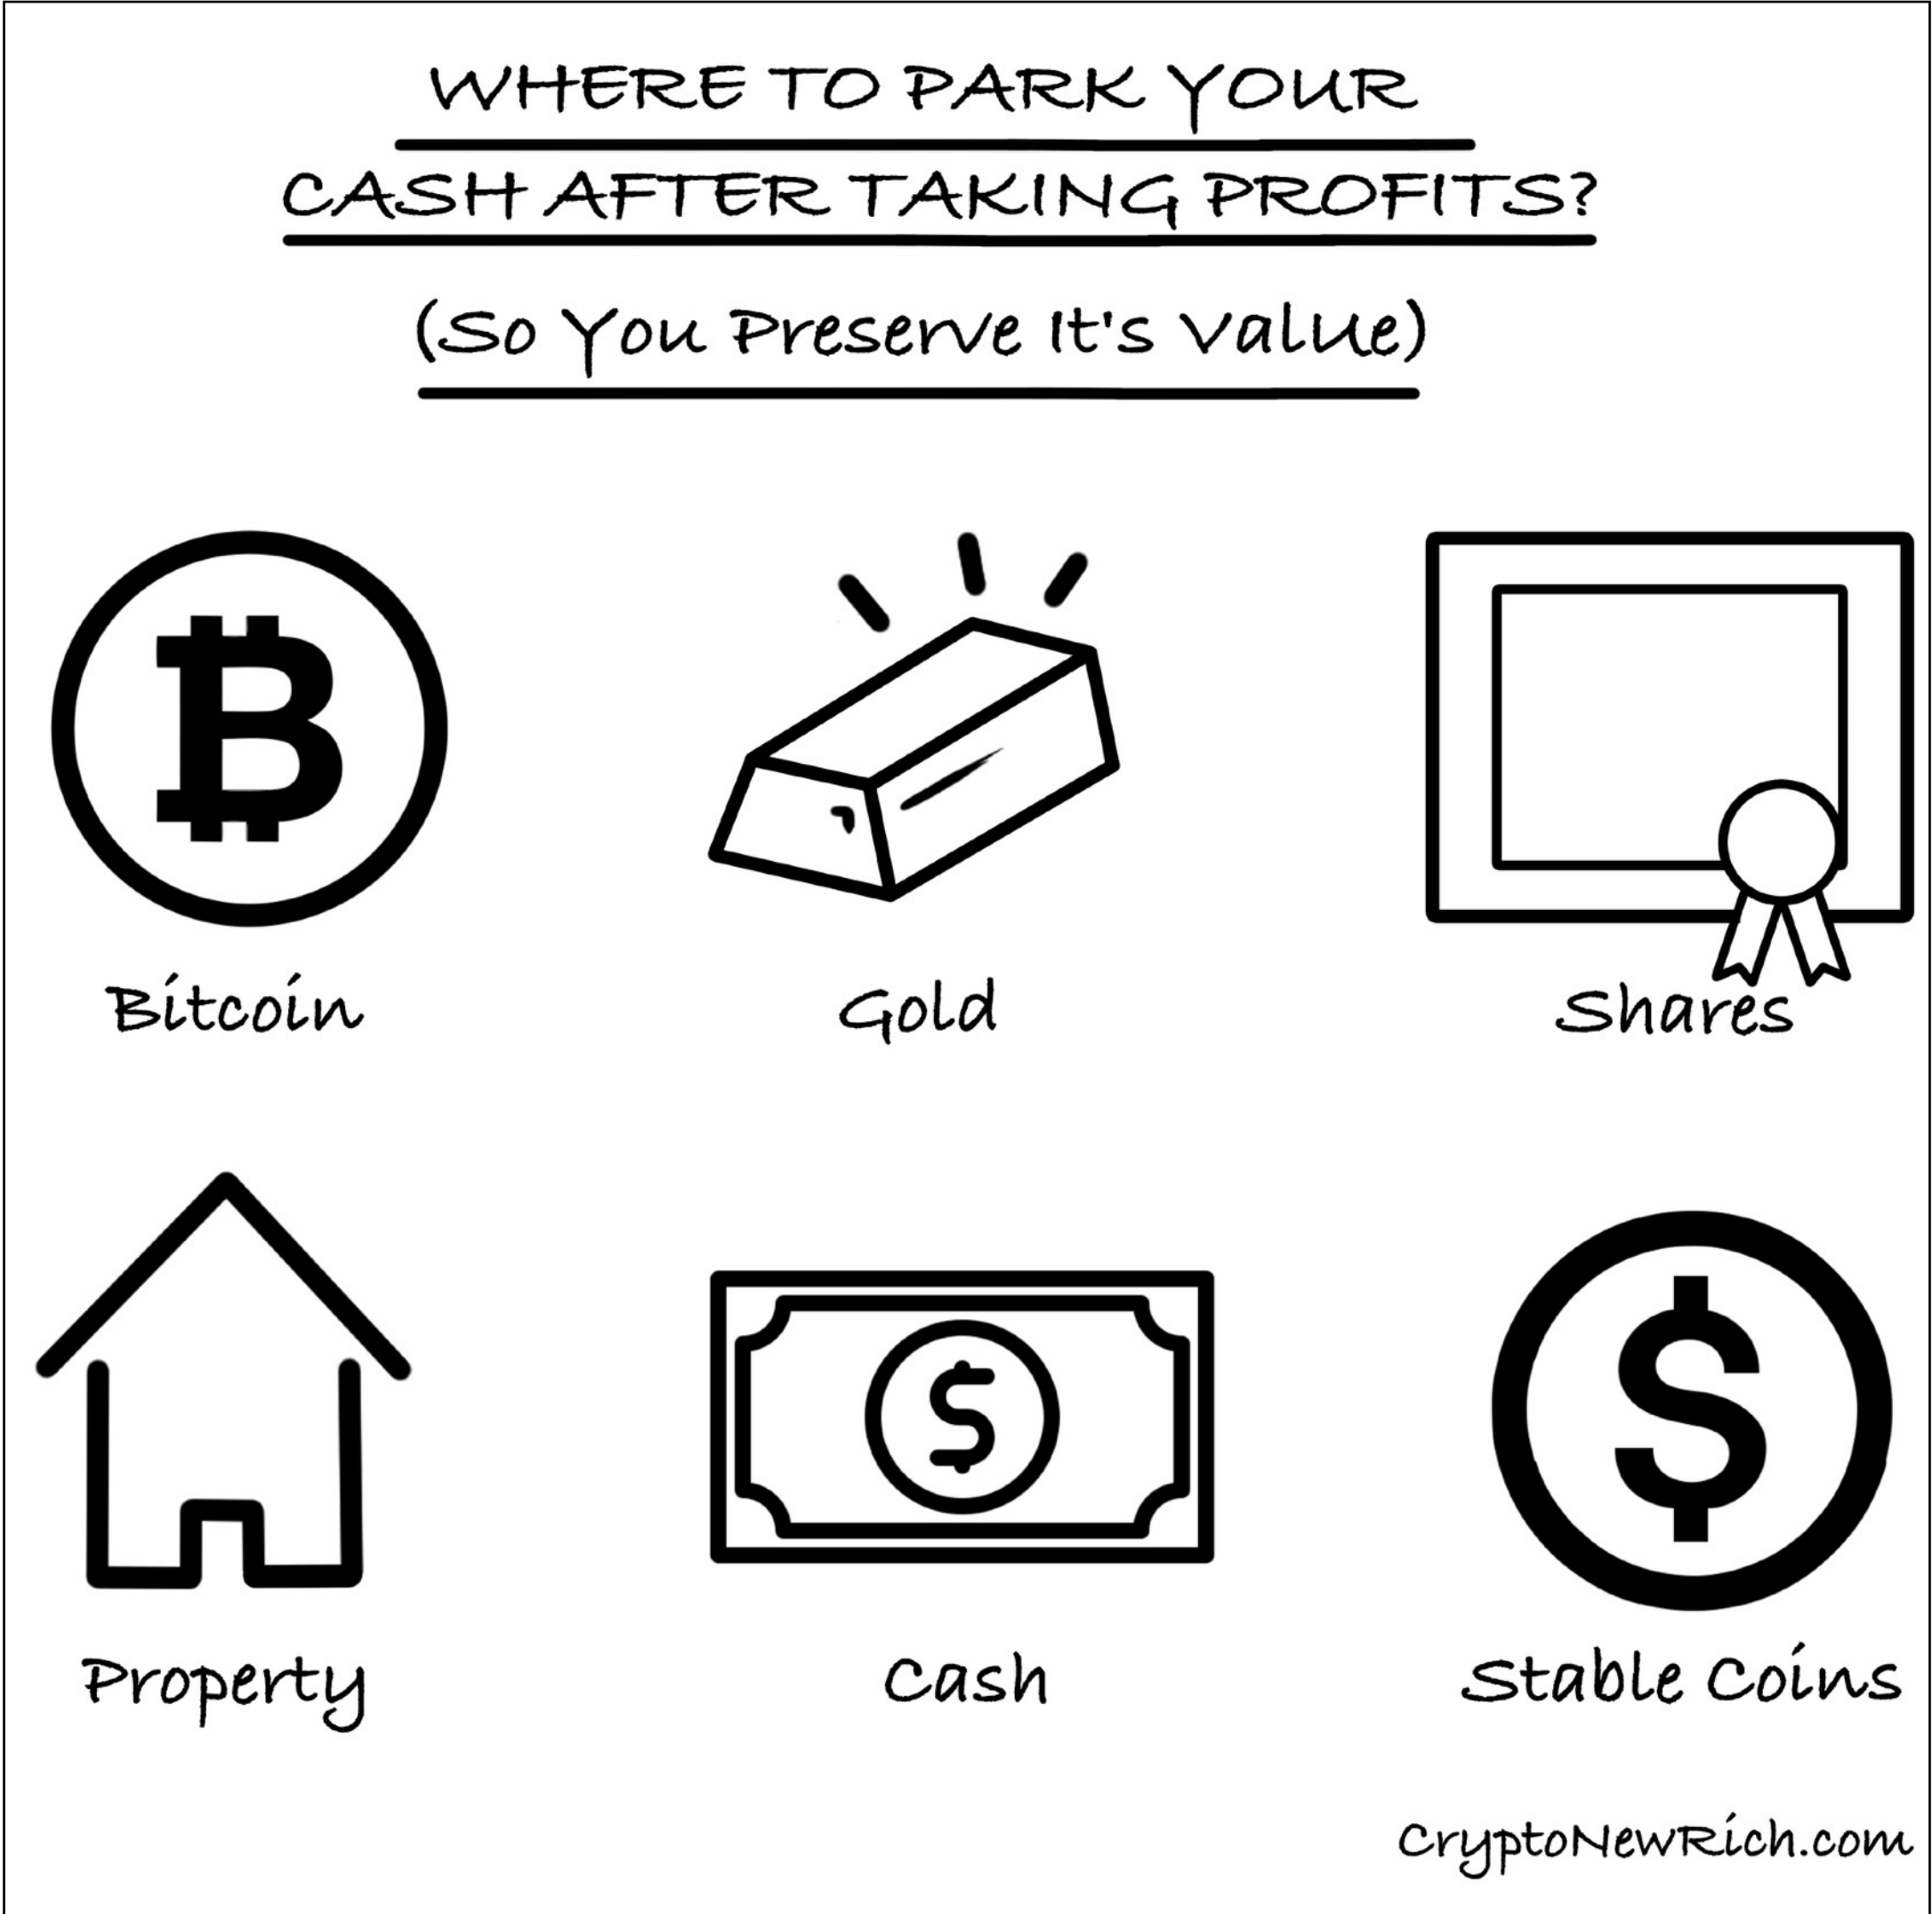 WHERE TO PARK YOUR
CASH AFTER TAKING PROFITS?
(So You Preserve It's Value)
Bitcoin
Gold
Shares
Property
Cash
Stable Coins
CryptoNewRich.com